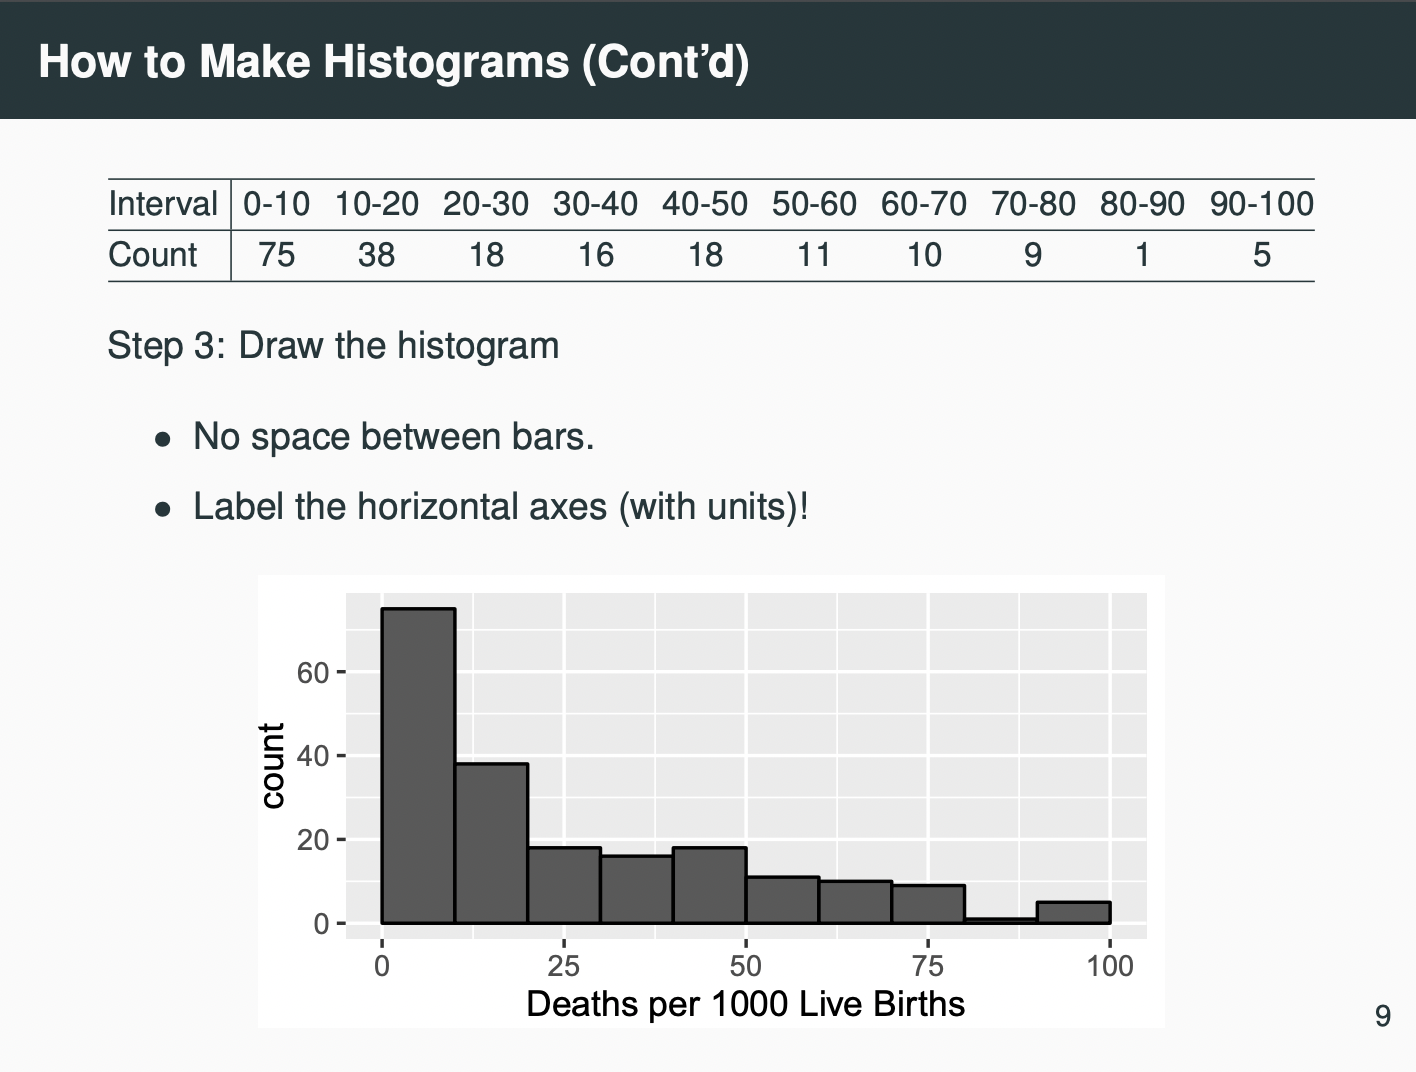 How to Make Histograms (Cont’d)
Interval 0-10 10-20 20-30 30-40 40-50 50-60 60-70 70-80 80-90 90-100
Count 75 38 18 16 18 11 10 9 1 5
Step 3: Draw the histogram
• No space between bars.
• Label the horizontal axes (with units)!
60
40
20
0
count
0 25 50 75 100
Deaths per 1000 Live Births
9